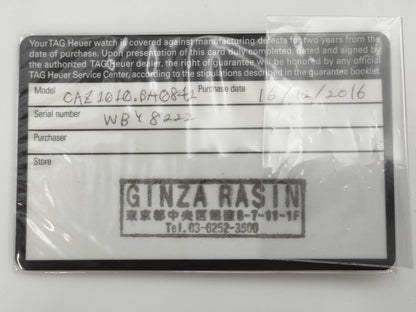 Your TAG Heuer watch is covered against manufacturing defects for two years from the
date of purchase. Upon presentation of this card duly completed, dated and signed by
the authorized TAG Heuer dealer, the right of guarantee will be honored by any official
TAG Heuer Service Center, according to the stipulations described in the guarantee booklet.
Model CAZ1010.BA0842 Purchase date 16/12/2016
Serial number WBY8222
Purchaser
Store
GINZA RASIN
東京都中央区銀座8-7-11-1F
Tel.03-6252-3500